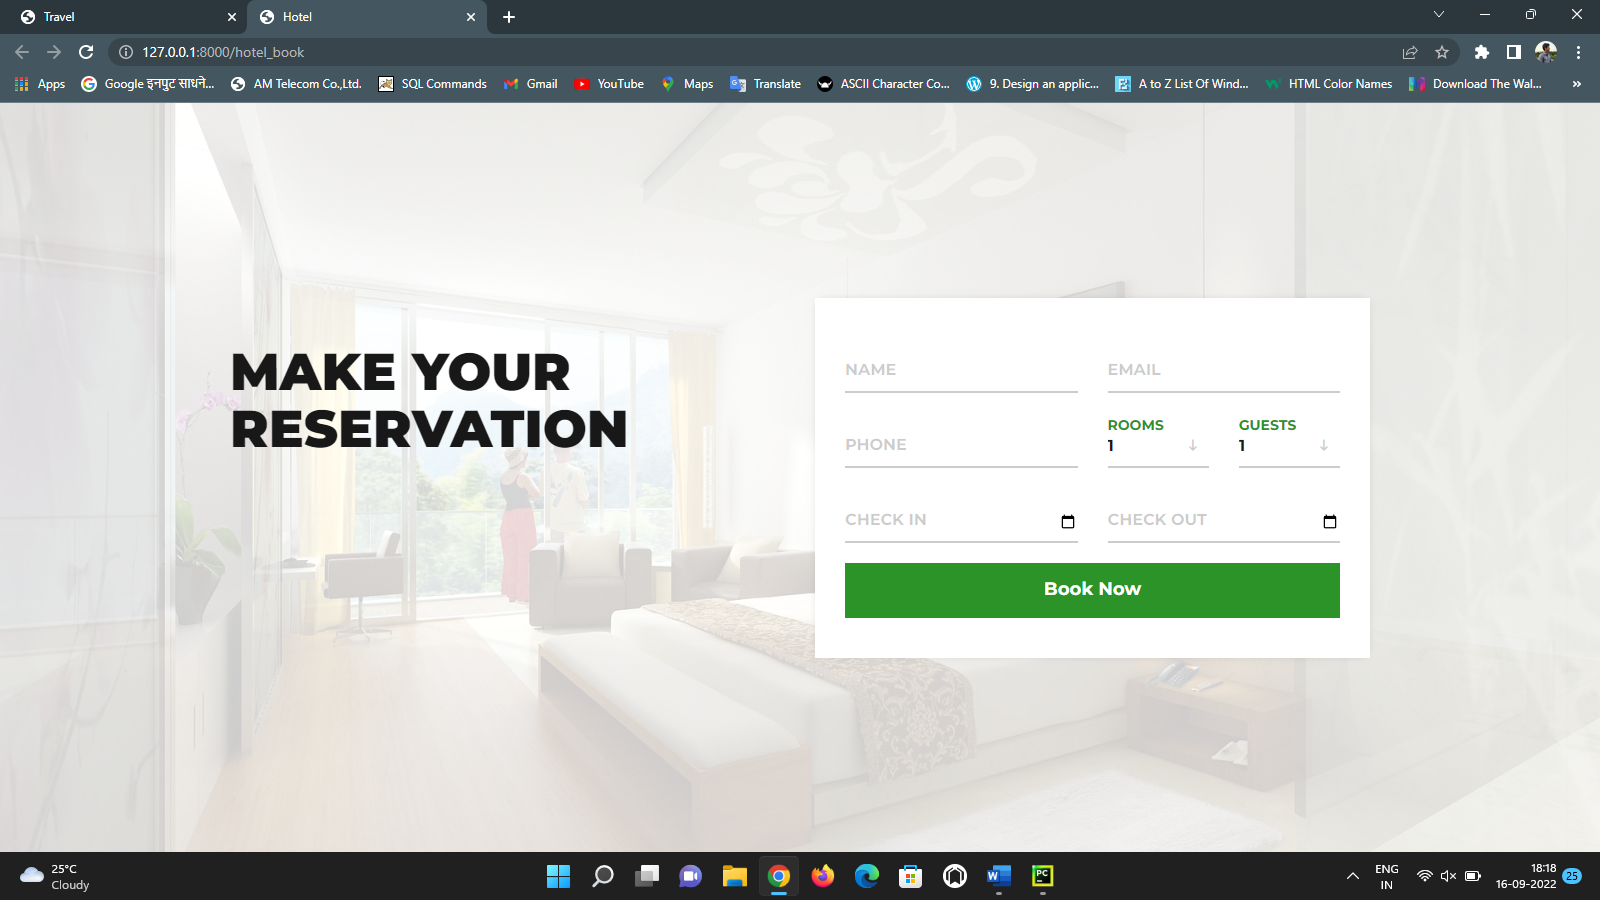 Travel
Hotel
127.0.0.1:8000/hotel_book
Apps
Google इनपुट साधने...
AM Telecom Co.,Ltd.
SQL Commands
Gmail
YouTube
Maps
Translate
ASCII Character Co...
9. Design an applic...
A to Z List Of Wind...
HTML Color Names
Download The Wal...
»
MAKE YOUR
RESERVATION
NAME
EMAIL
PHONE
ROOMS
1
GUESTS
1
CHECK IN
CHECK OUT
Book Now
25°C
Cloudy
ENG
IN
18:18
16-09-2022
25